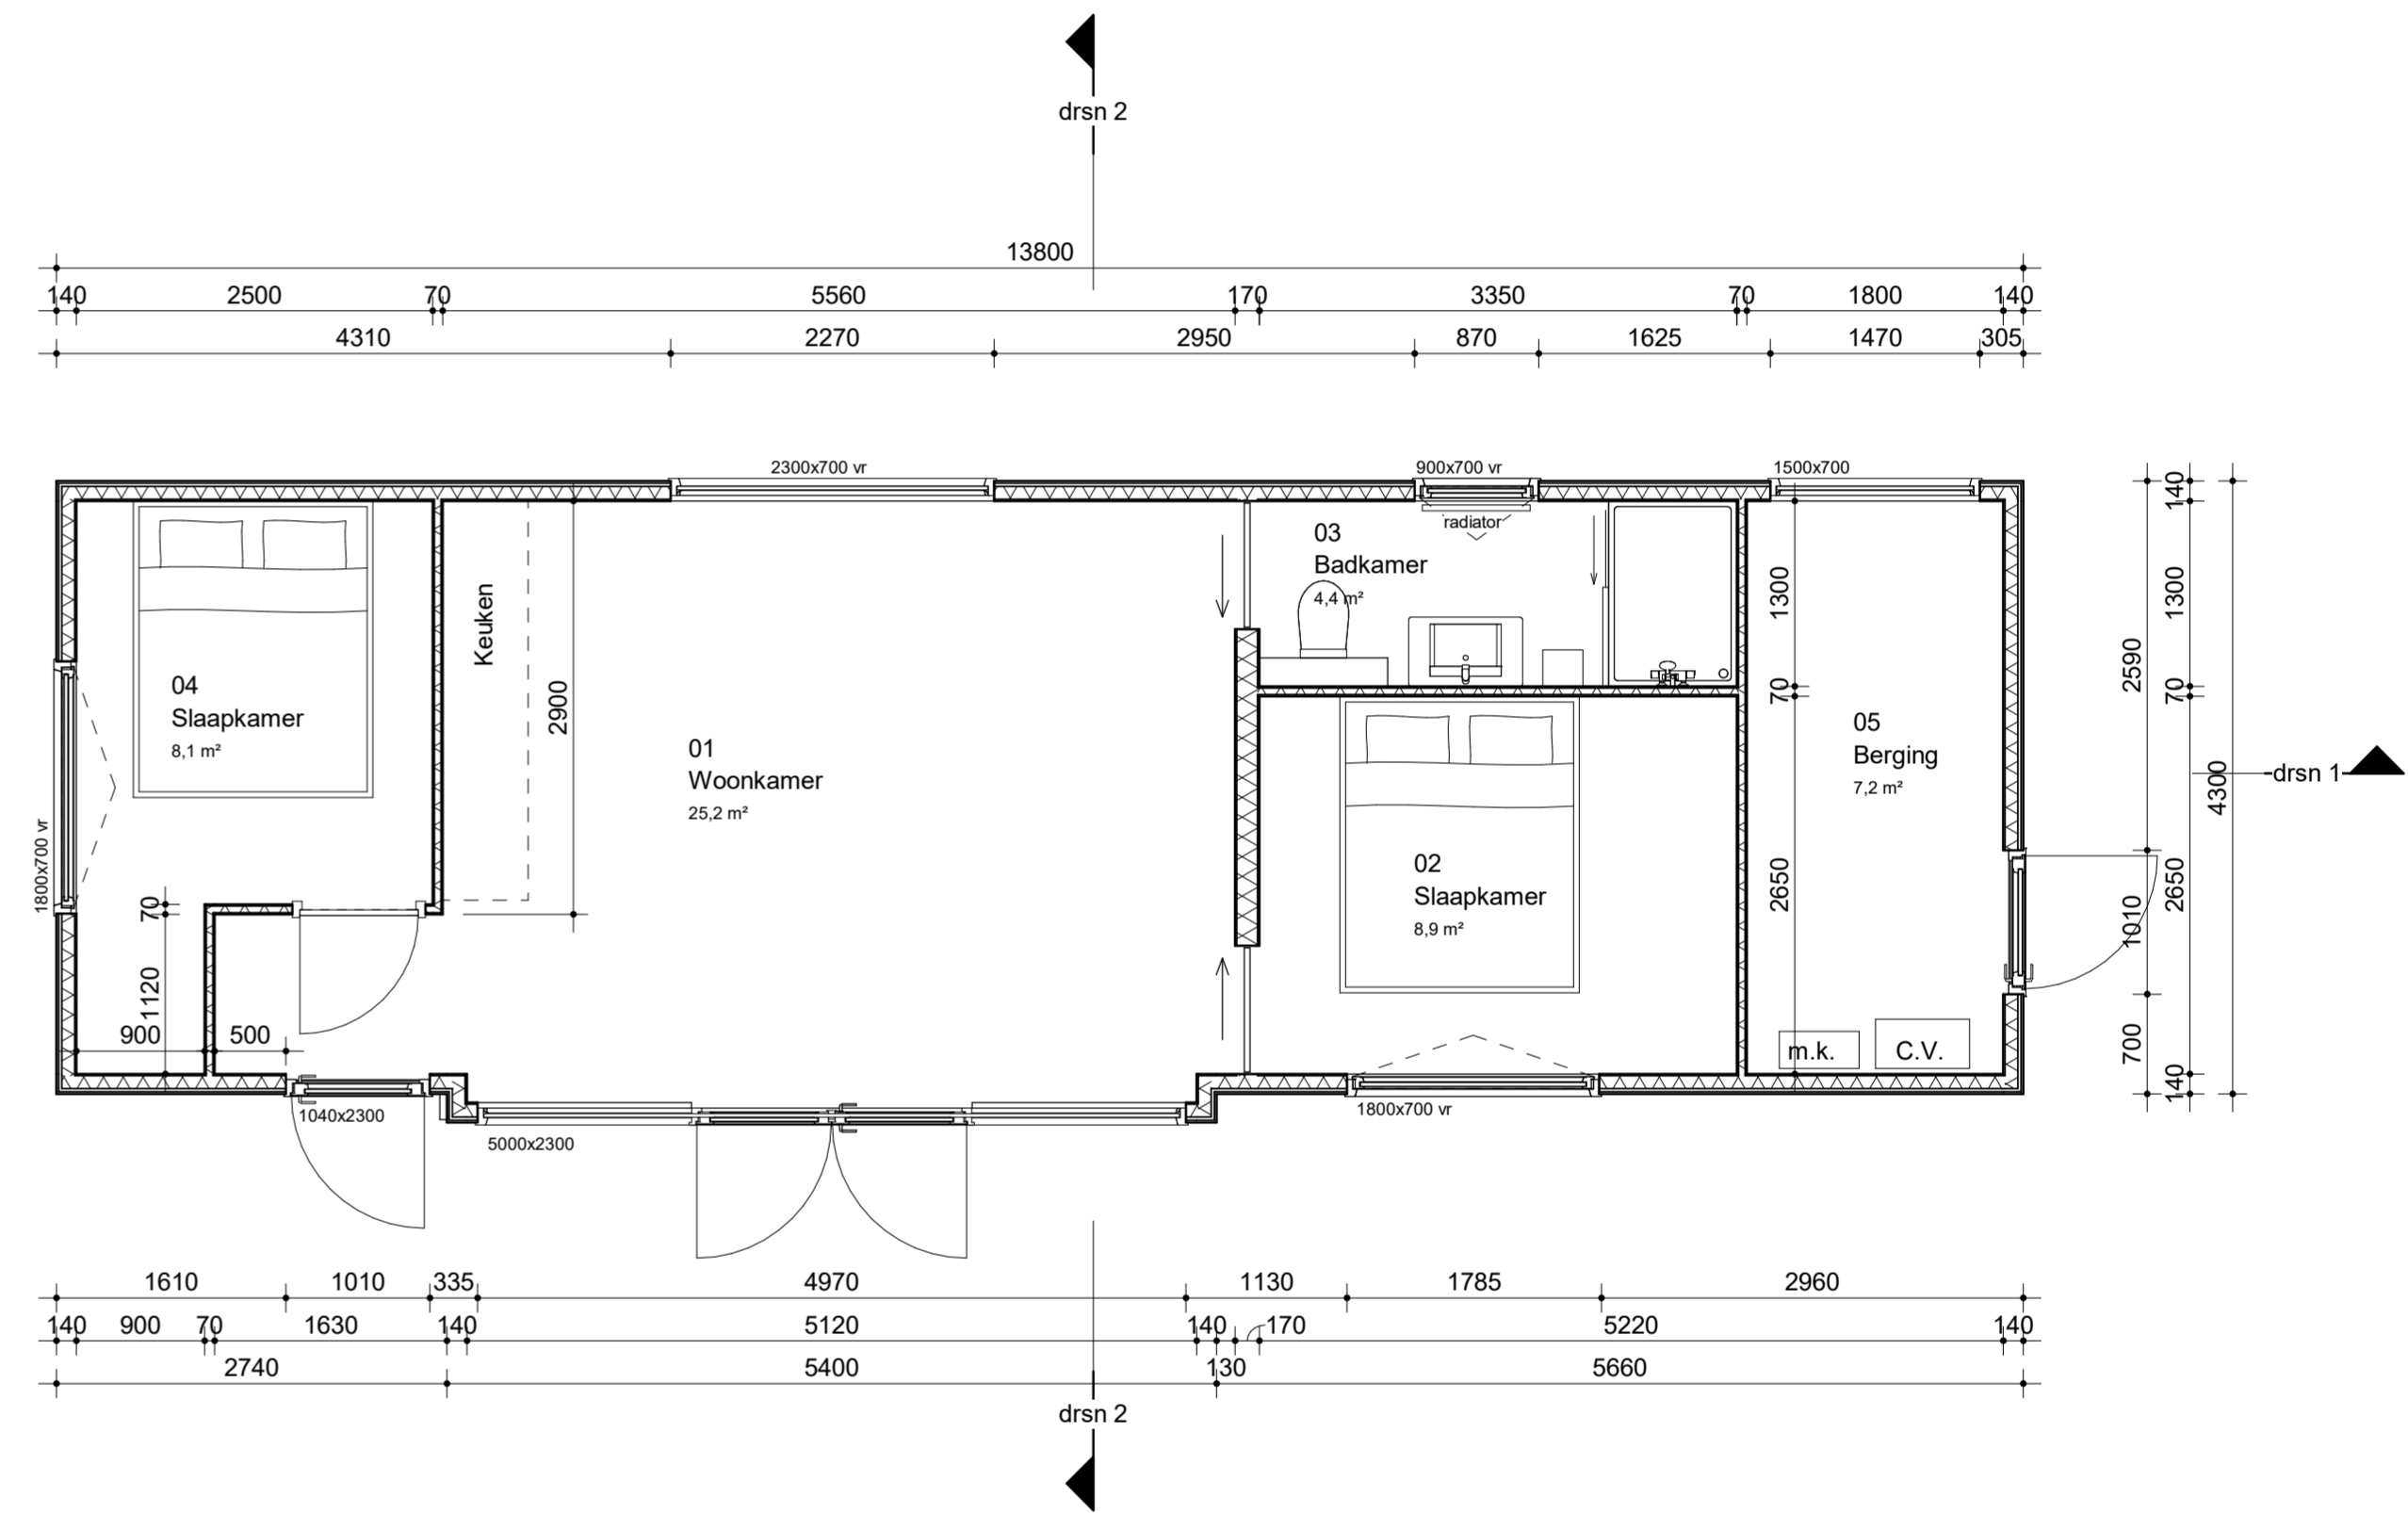 drsn 2
13800
140 2500 70 5560 170 3350 70 1800 140
4310 2270 2950 870 1625 1470 305
2300x700 vr
900x700 vr
1500x700
radiator
03
Badkamer
4,4 m²
Keuken
2900
04
Slaapkamer
8,1 m²
01
Woonkamer
25,2 m²
02
Slaapkamer
8,9 m²
05
Berging
7,2 m²
1300
70
2650
1800x700 vr
70
1120
900 500
m.k.
C.V.
1040x2300
5000x2300
1800x700 vr
2590
1010
700
140
1300
70
2650
140
4300
drsn 1
1610 1010 335 4970 1130 1785 2960
140 900 70 1630 140 5120 140 170 5220 140
2740 5400 130 5660
drsn 2